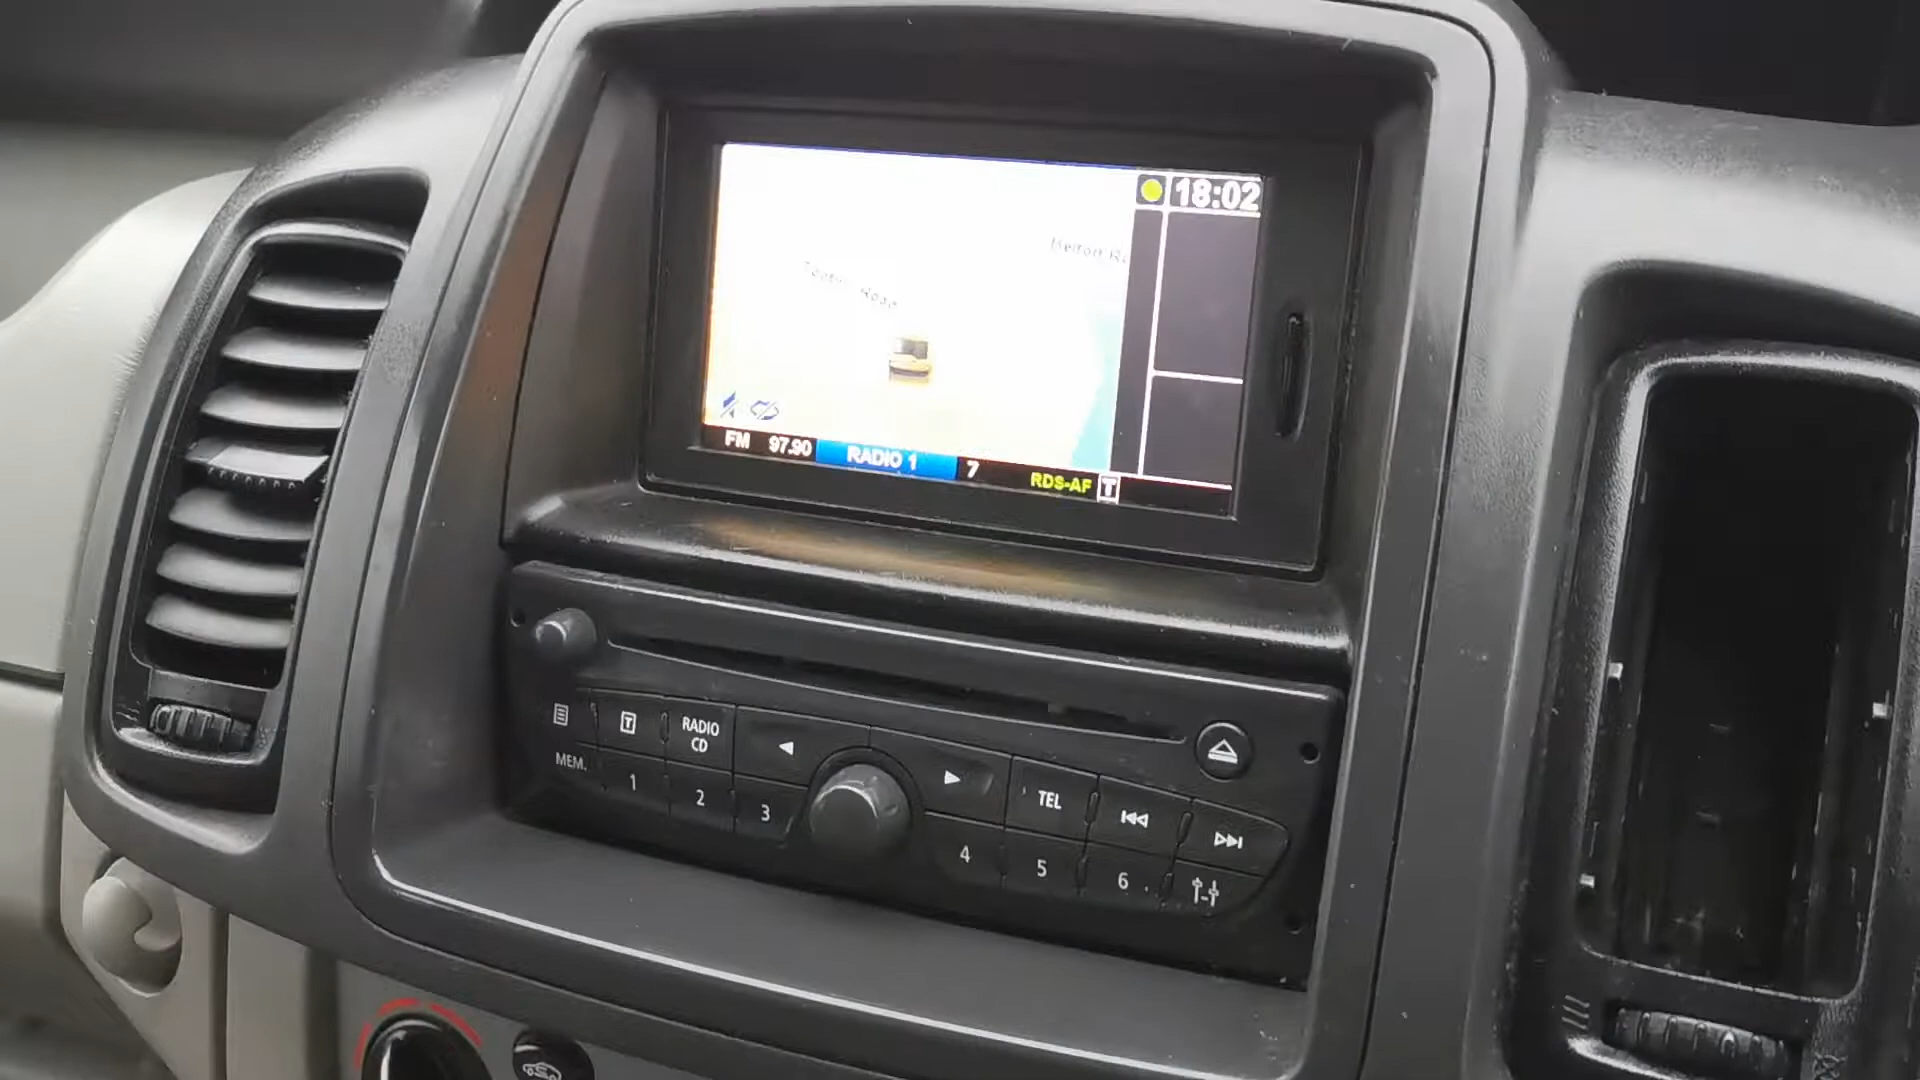 18:02
Road
FM 97.90 RADIO 1 7 RDS-AF T
T RADIO
CD
TEL
MEM. 1 2 3 4 5 6